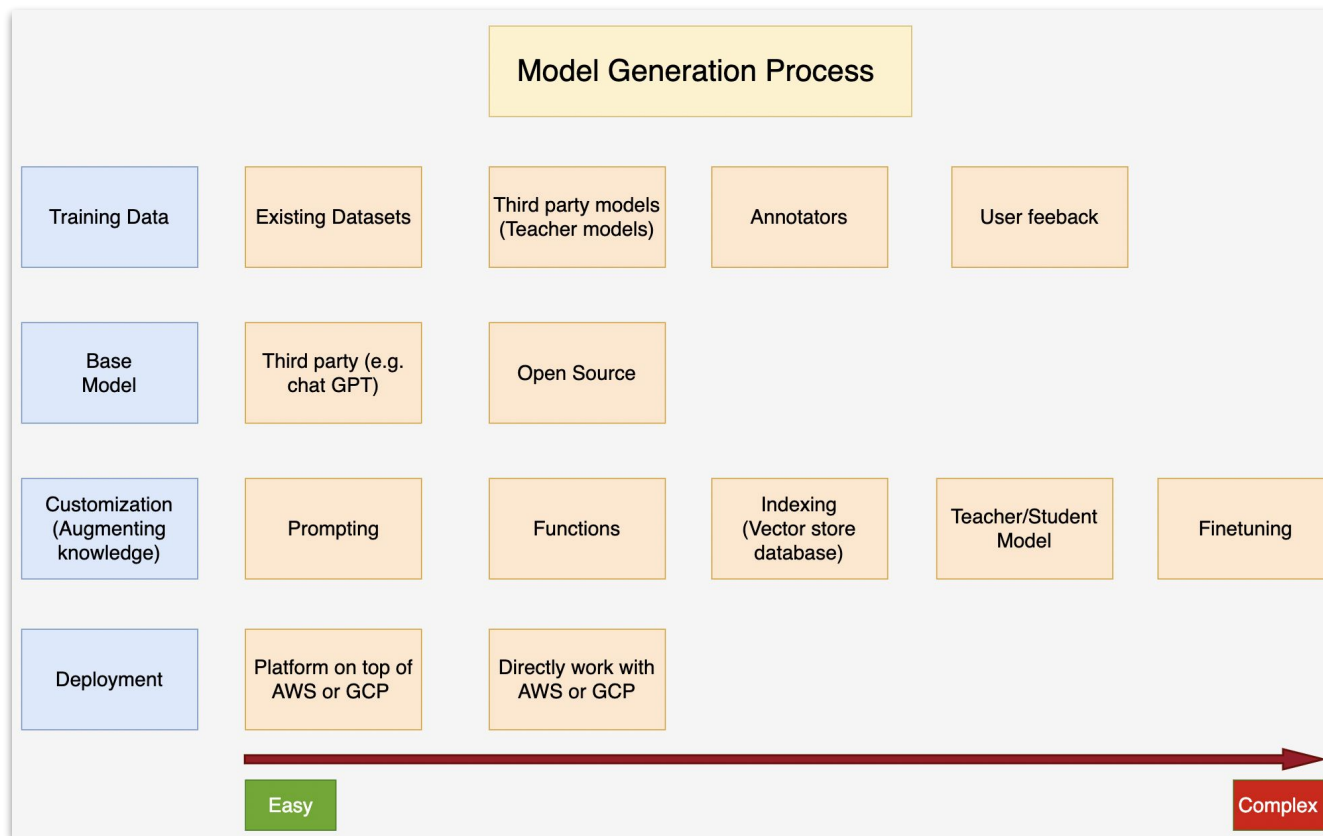 Model Generation Process
Training Data
Existing Datasets
Third party models
(Teacher models)
Annotators
User feeback
Base
Model
Third party (e.g.
chat GPT)
Open Source
Customization
(Augmenting
knowledge)
Prompting
Functions
Indexing
(Vector store
database)
Teacher/Student
Model
Finetuning
Deployment
Platform on top of
AWS or GCP
Directly work with
AWS or GCP
Easy
Complex